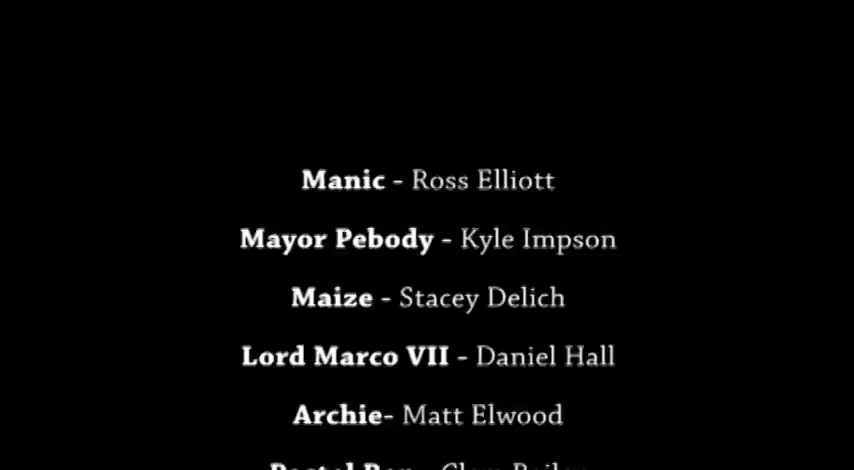 Manic - Ross Elliott
Mayor Pebody - Kyle Impson
Maize - Stacey Delich
Lord Marco VII - Daniel Hall
Archie- Matt Elwood